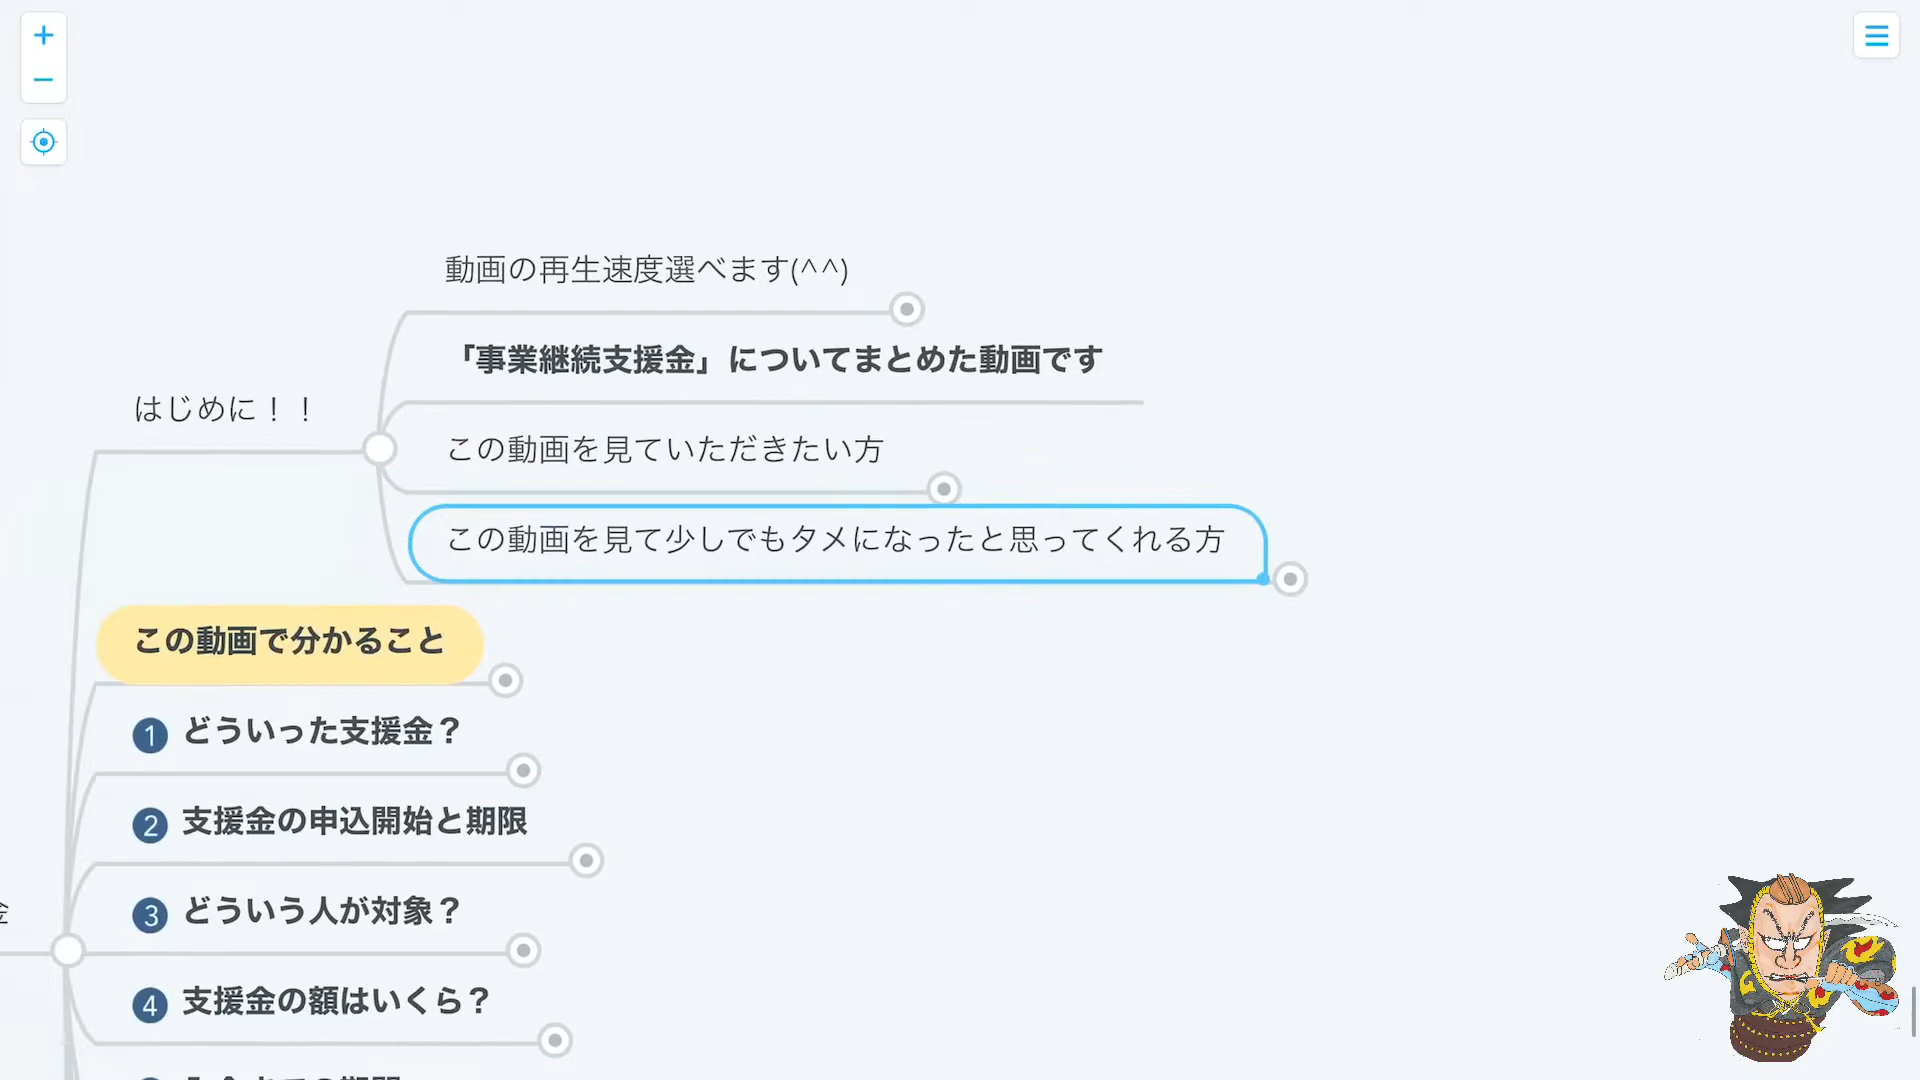 動画の再生速度選べます(^^)
「事業継続支援金」についてまとめた動画です
はじめに！！
この動画を見ていただきたい方
この動画を見て少しでもタメになったと思ってくれる方
この動画で分かること
1 どういった支援金？
2 支援金の申込開始と期限
3 どういう人が対象？
4 支援金の額はいくら？